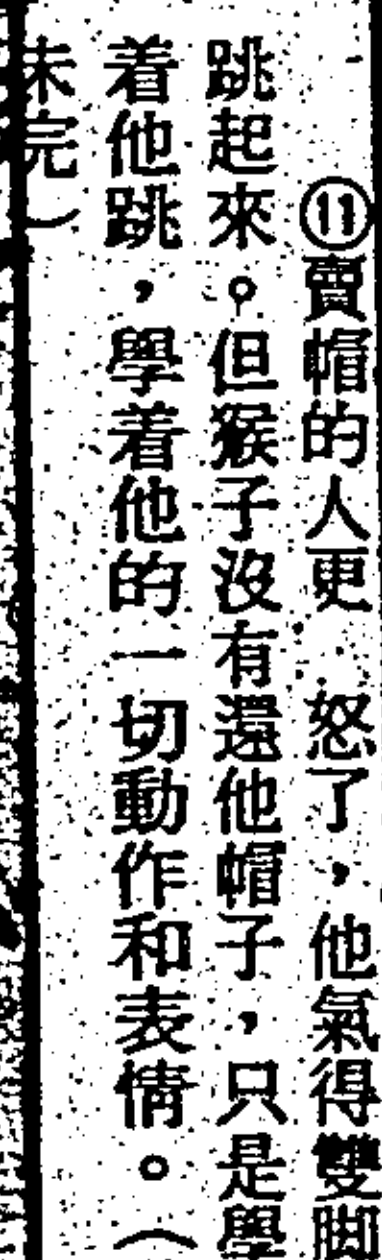 ⑪賣帽的人更 怒了，他氣得雙脚
跳起來。但猴子沒有還他帽子，只是學
着他跳，學着他的一切動作和表情。（
未完）